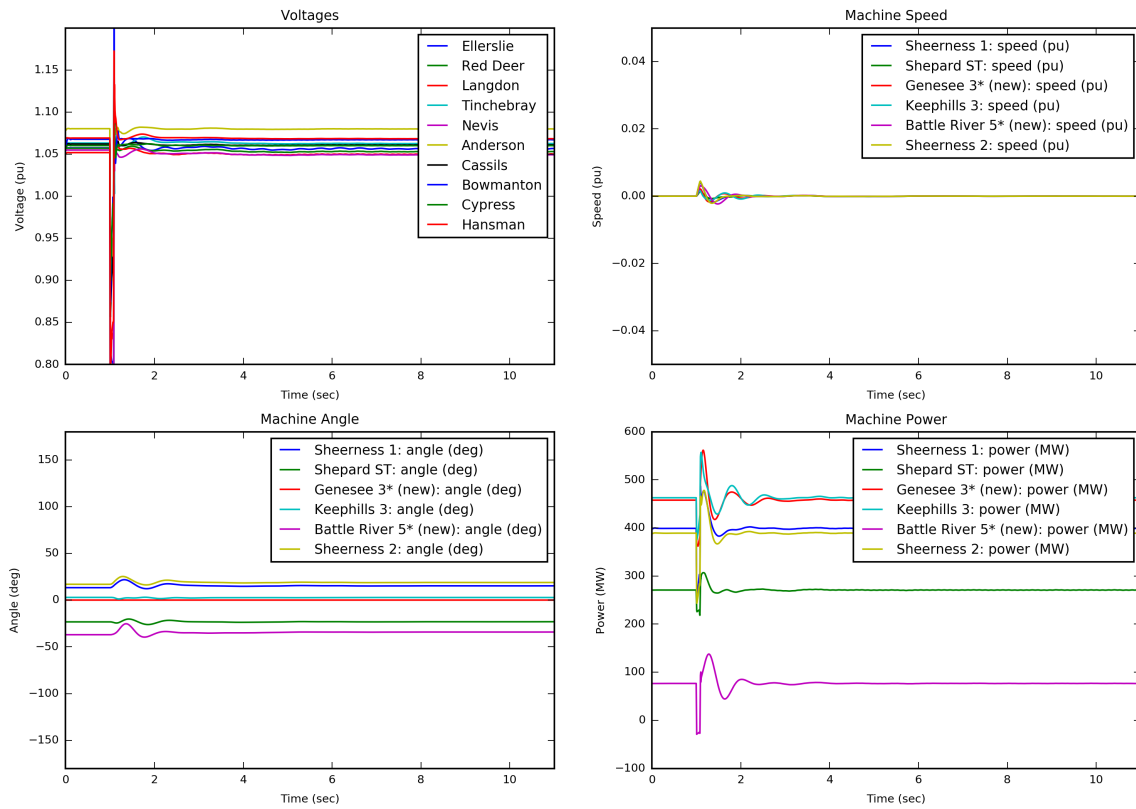 Voltages
Voltage (pu)
1.15
1.10
1.05
1.00
0.95
0.90
0.85
0.80
0 2 4 6 8 10
Time (sec)
Ellerslie
Red Deer
Langdon
Tinchebray
Nevis
Anderson
Cassils
Bowmanton
Cypress
Hansman
Machine Speed
Speed (pu)
0.04
0.02
0.00
−0.02
−0.04
0 2 4 6 8 10
Time (sec)
Sheerness 1: speed (pu)
Shepard ST: speed (pu)
Genesee 3* (new): speed (pu)
Keephills 3: speed (pu)
Battle River 5* (new): speed (pu)
Sheerness 2: speed (pu)
Machine Angle
Angle (deg)
150
100
50
0
−50
−100
−150
0 2 4 6 8 10
Time (sec)
Sheerness 1: angle (deg)
Shepard ST: angle (deg)
Genesee 3* (new): angle (deg)
Keephills 3: angle (deg)
Battle River 5* (new): angle (deg)
Sheerness 2: angle (deg)
Machine Power
Power (MW)
600
500
400
300
200
100
0
−100
0 2 4 6 8 10
Time (sec)
Sheerness 1: power (MW)
Shepard ST: power (MW)
Genesee 3* (new): power (MW)
Keephills 3: power (MW)
Battle River 5* (new): power (MW)
Sheerness 2: power (MW)